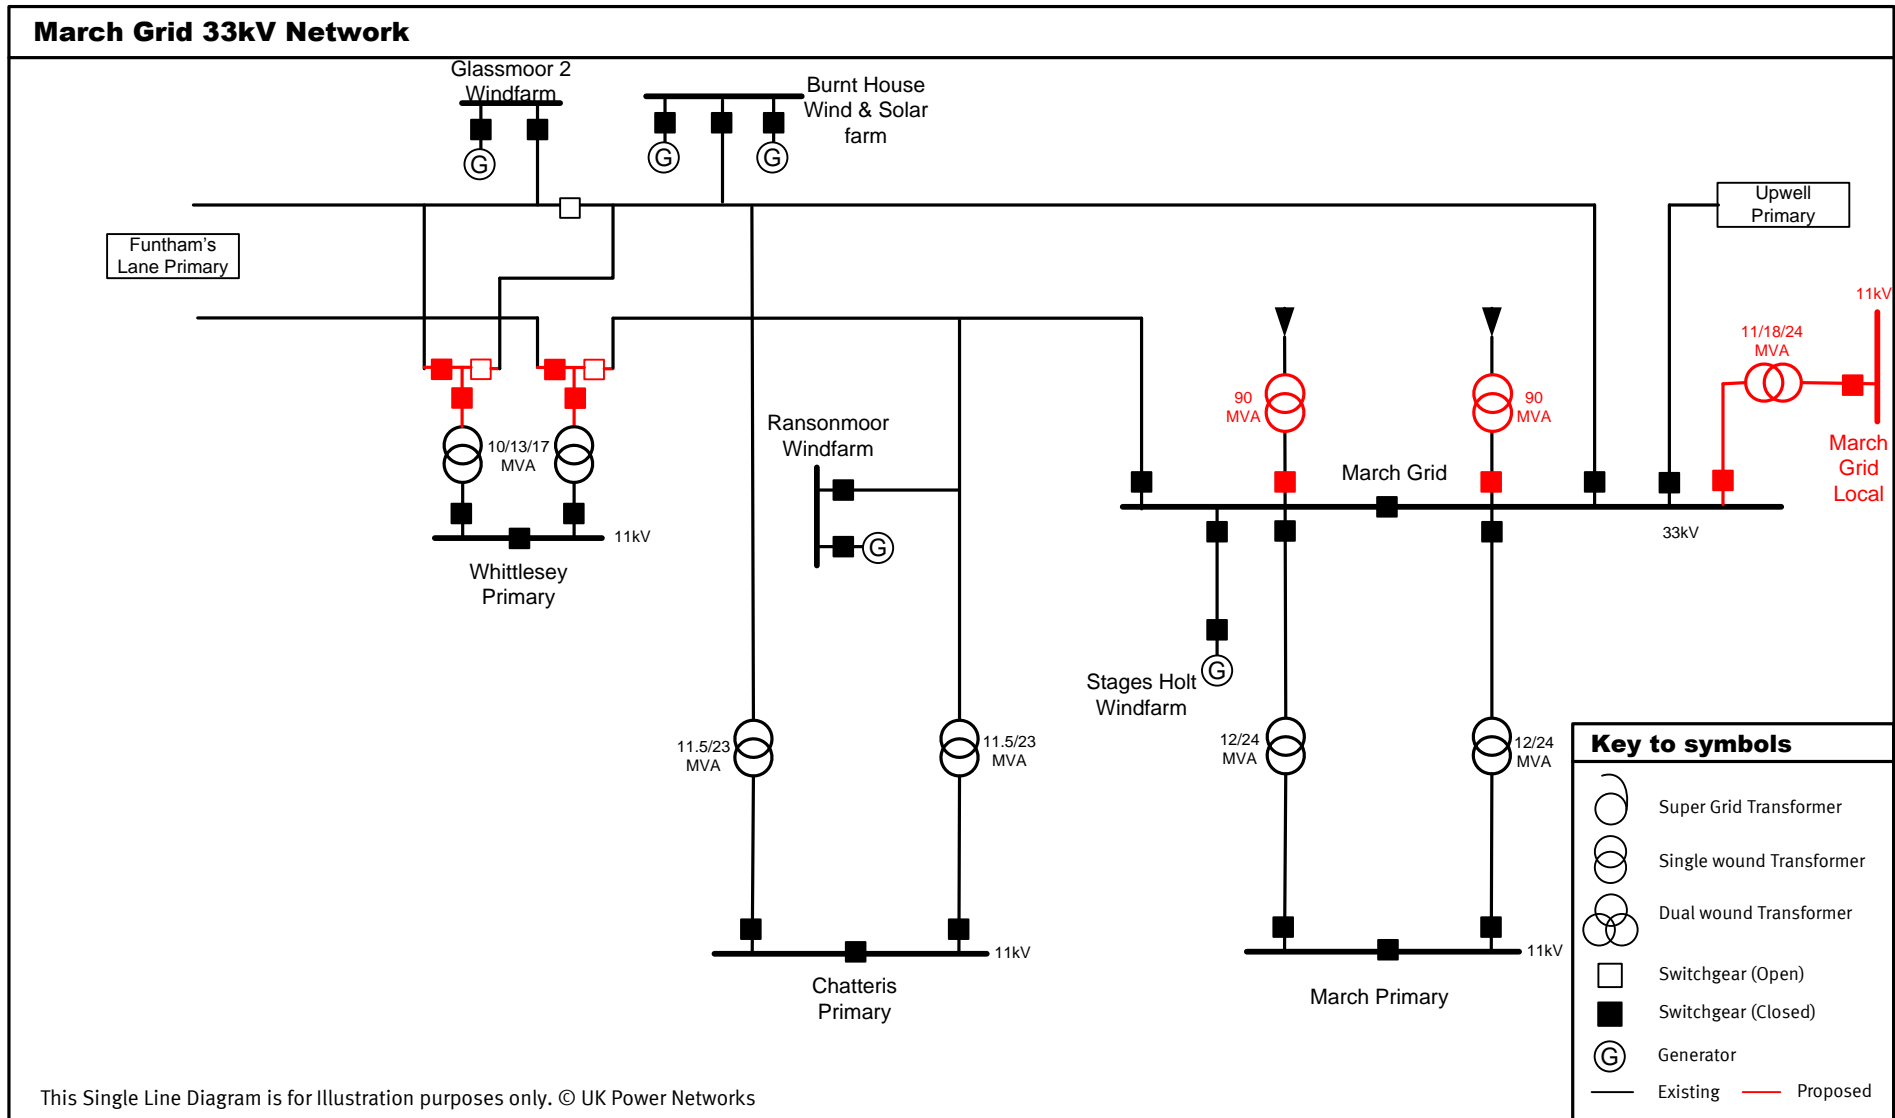 March Grid 33kV Network
Glassmoor 2
Windfarm
Burnt House
Wind & Solar
farm
G
G
G
Upwell
Primary
Funtham's
Lane Primary
11kV
11/18/24
MVA
90
MVA
90
MVA
March
Grid
Local
Ransonmoor
Windfarm
10/13/17
MVA
March Grid
33kV
11kV
G
Whittlesey
Primary
G
Stages Holt
Windfarm
11.5/23
MVA
11.5/23
MVA
12/24
MVA
12/24
MVA
11kV
11kV
Chatteris
Primary
March Primary
Key to symbols
Super Grid Transformer
Single wound Transformer
Dual wound Transformer
Switchgear (Open)
Switchgear (Closed)
G
Generator
Existing
Proposed
This Single Line Diagram is for Illustration purposes only. © UK Power Networks